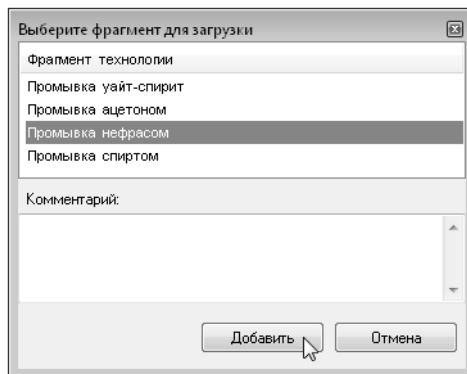 Выберите фрагмент для загрузки
Фрагмент технологии
Промывка уайт-спирит
Промывка ацетоном
Промывка нефрасом
Промывка спиртом
Комментарий:
Добавить
Отмена